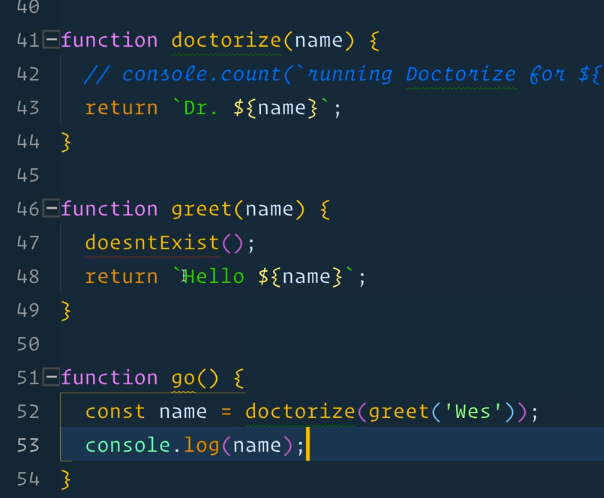 40
41 function doctorize(name) {
42 // console.count(`running Doctorize for ${
43 return `Dr. ${name}`;
44 }
45
46 function greet(name) {
47 doesntExist();
48 return `Hello ${name}`;
49 }
50
51 function go() {
52 const name = doctorize(greet('Wes'));
53 console.log(name);
54 }